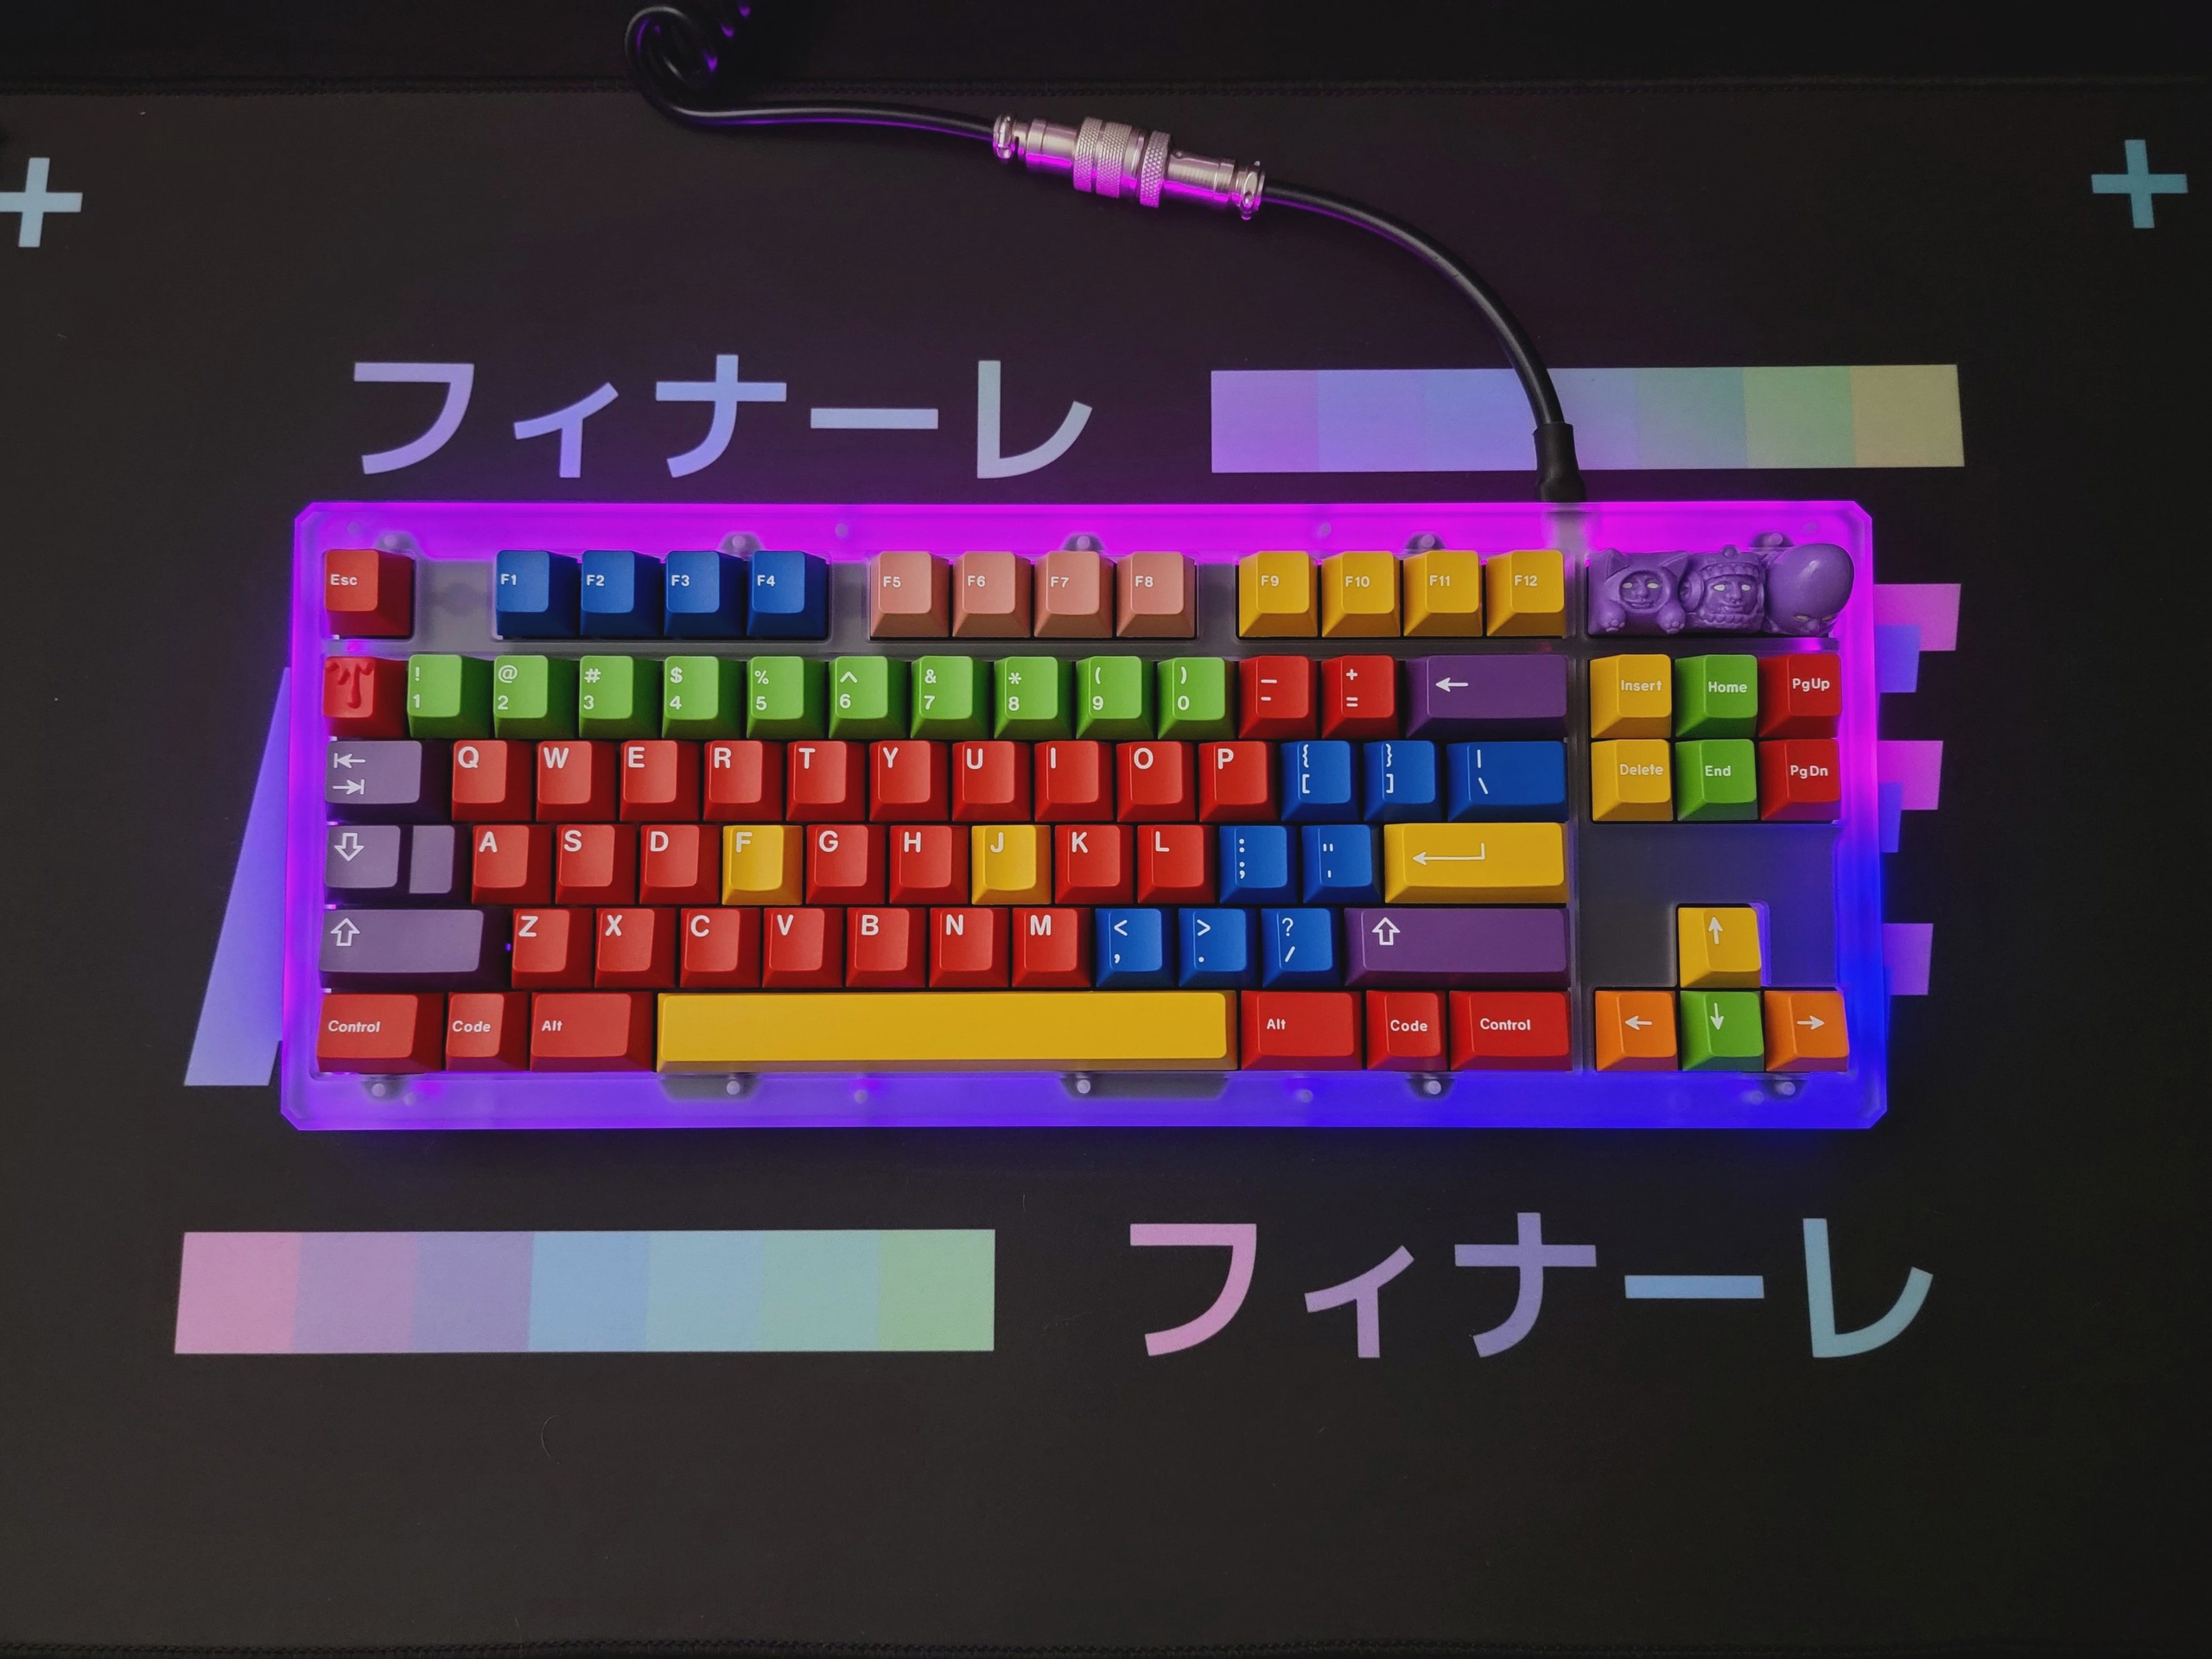 フィナーレ
Esc F1 F2 F3 F4 F5 F6 F7 F8 F9 F10 F11 F12
! @ # $ % ^ & * ( ) _ +
1 2 3 4 5 6 7 8 9 0 - = ← Insert Home PgUp
⇤ Q W E R T Y U I O P { } |
⇥ [ ] \ Delete End PgDn
⇩ A S D F G H J K L : "
; ' ↵
⇧ Z X C V B N M < > ? ⇧ ↑
, . /
Control Code Alt Alt Code Control ← ↓ →
フィナーレ